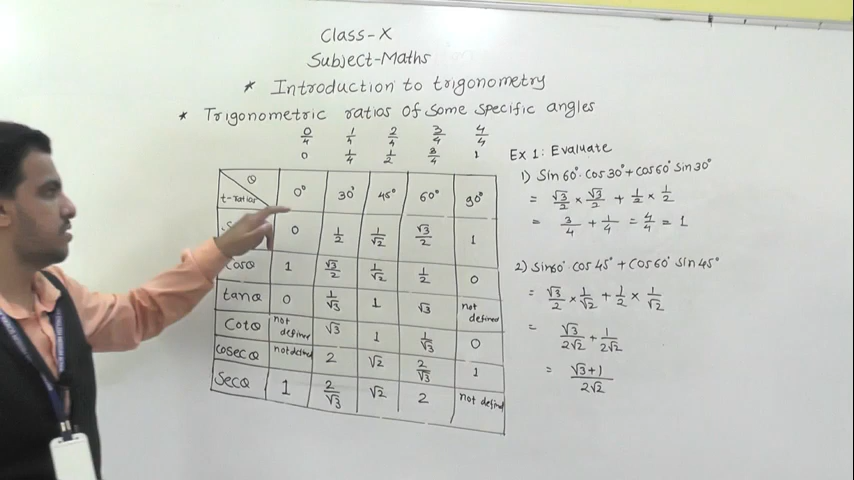 Class-X
Subject-Maths
* Introduction to trigonometry
* Trigonometric ratios of some specific angles
0/4 1/4 2/4 3/4 4/4
0 1/4 1/2 3/4 1
θ
t-ratios 0° 30° 45° 60° 90°
0 1/2 1/√2 √3/2 1
cosθ 1 √3/2 1/√2 1/2 0
tanθ 0 1/√3 1 √3 not defined
Cotθ not defined √3 1 1/√3 0
cosecθ not defined 2 √2 2/√3 1
Secθ 1 2/√3 √2 2 not defined
Ex 1: Evaluate
1) Sin 60°. Cos 30° + Cos 60° Sin 30°
= √3/2 × √3/2 + 1/2 × 1/2
= 3/4 + 1/4 = 4/4 = 1
2) Sin 60° Cos 45° + Cos 60° Sin 45°
= √3/2 × 1/√2 + 1/2 × 1/√2
= √3/2√2 + 1/2√2
= √3+1/2√2